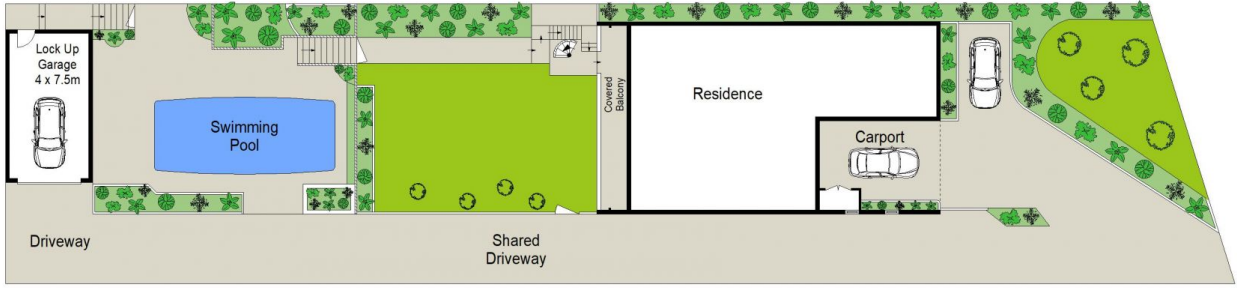 Lock Up
Garage
4 x 7.5m
Swimming
Pool
Covered
Balcony
Residence
Carport
Driveway
Shared
Driveway